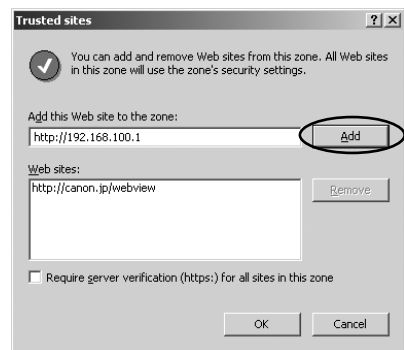 Trusted sites
? X
You can add and remove Web sites from this zone. All Web sites
in this zone will use the zone's security settings.
Add this Web site to the zone:
http://192.168.100.1
Add
Web sites:
http://canon.jp/webview
Remove
Require server verification (https:) for all sites in this zone
OK
Cancel